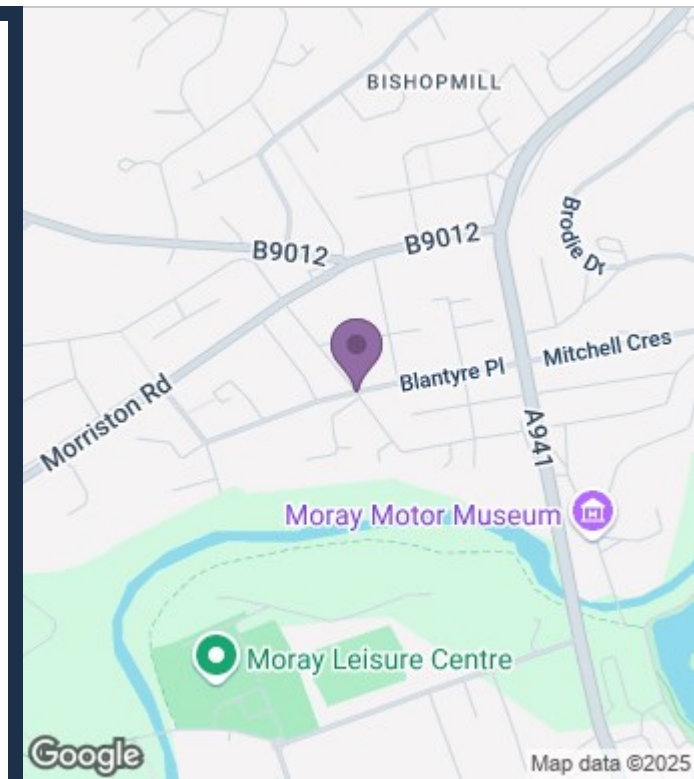 BISHOPMILL
Brodie Dr
B9012
B9012
Mitchell Cres
Blantyre Pl
Morriston Rd
A941
Moray Motor Museum
Moray Leisure Centre
Google
Map data ©2025